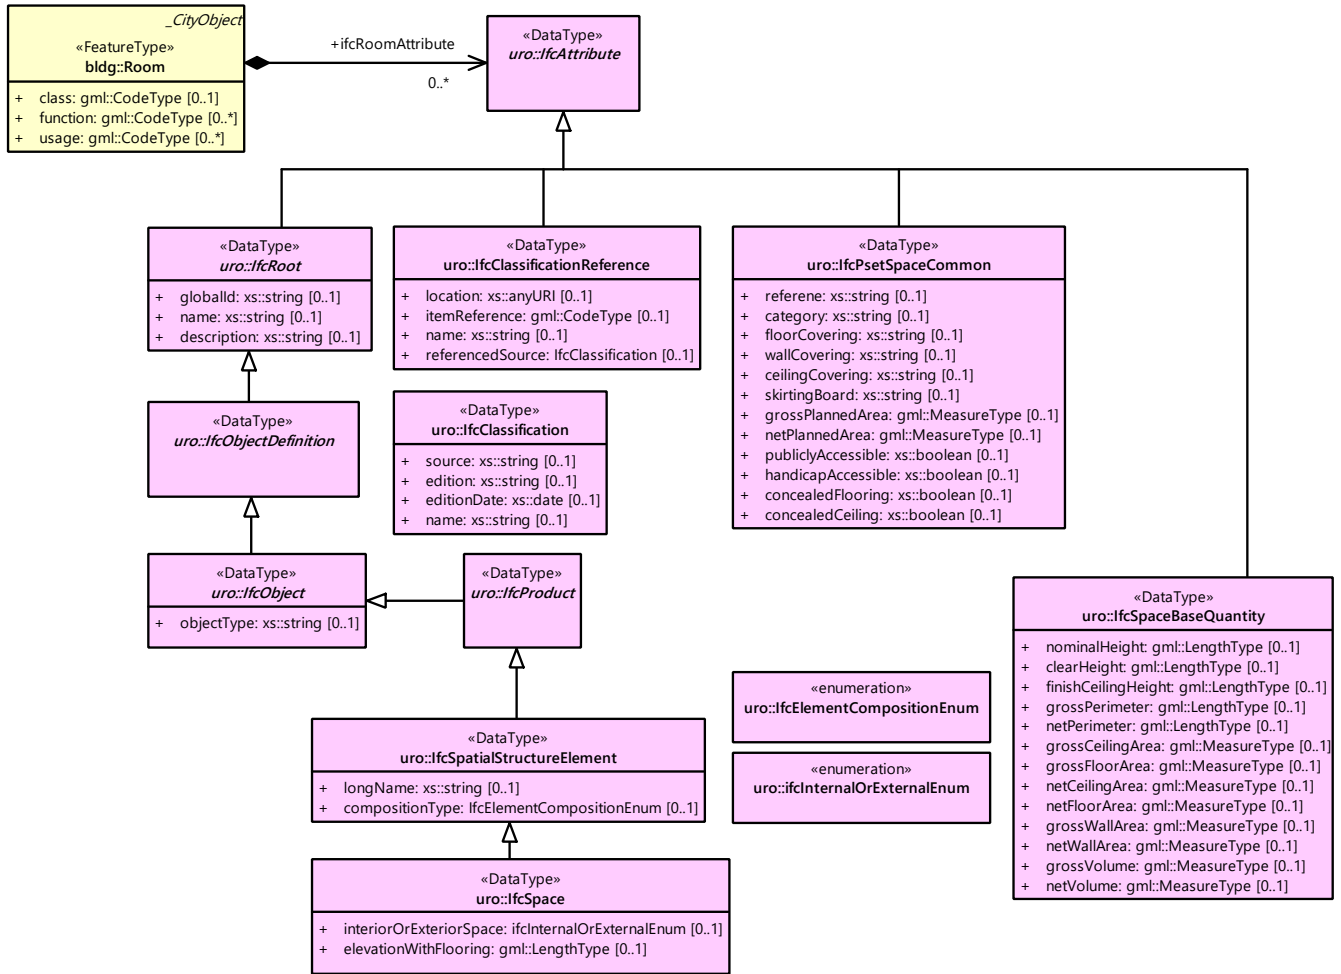 _CityObject
«FeatureType»
bldg::Room
+ class: gml::CodeType [0..1]
+ function: gml::CodeType [0..*]
+ usage: gml::CodeType [0..*]
+ifcRoomAttribute
0..*
«DataType»
uro::IfcAttribute
«DataType»
uro::IfcRoot
+ globalId: xs::string [0..1]
+ name: xs::string [0..1]
+ description: xs::string [0..1]
«DataType»
uro::IfcClassificationReference
+ location: xs::anyURI [0..1]
+ itemReference: gml::CodeType [0..1]
+ name: xs::string [0..1]
+ referencedSource: IfcClassification [0..1]
«DataType»
uro::IfcPsetSpaceCommon
+ referene: xs::string [0..1]
+ category: xs::string [0..1]
+ floorCovering: xs::string [0..1]
+ wallCovering: xs::string [0..1]
+ ceilingCovering: xs::string [0..1]
+ skirtingBoard: xs::string [0..1]
+ grossPlannedArea: gml::MeasureType [0..1]
+ netPlannedArea: gml::MeasureType [0..1]
+ publiclyAccessible: xs::boolean [0..1]
+ handicapAccessible: xs::boolean [0..1]
+ concealedFlooring: xs::boolean [0..1]
+ concealedCeiling: xs::boolean [0..1]
«DataType»
uro::IfcObjectDefinition
«DataType»
uro::IfcClassification
+ source: xs::string [0..1]
+ edition: xs::string [0..1]
+ editionDate: xs::date [0..1]
+ name: xs::string [0..1]
«DataType»
uro::IfcObject
+ objectType: xs::string [0..1]
«DataType»
uro::IfcProduct
«DataType»
uro::IfcSpaceBaseQuantity
+ nominalHeight: gml::LengthType [0..1]
+ clearHeight: gml::LengthType [0..1]
+ finishCeilingHeight: gml::LengthType [0..1]
+ grossPerimeter: gml::LengthType [0..1]
+ netPerimeter: gml::LengthType [0..1]
+ grossCeilingArea: gml::MeasureType [0..1]
+ grossFloorArea: gml::MeasureType [0..1]
+ netCeilingArea: gml::MeasureType [0..1]
+ netFloorArea: gml::MeasureType [0..1]
+ grossWallArea: gml::MeasureType [0..1]
+ netWallArea: gml::MeasureType [0..1]
+ grossVolume: gml::MeasureType [0..1]
+ netVolume: gml::MeasureType [0..1]
«enumeration»
uro::IfcElementCompositionEnum
«enumeration»
uro::ifcInternalOrExternalEnum
«DataType»
uro::IfcSpatialStructureElement
+ longName: xs::string [0..1]
+ compositionType: IfcElementCompositionEnum [0..1]
«DataType»
uro::IfcSpace
+ interiorOrExteriorSpace: ifcInternalOrExternalEnum [0..1]
+ elevationWithFlooring: gml::LengthType [0..1]